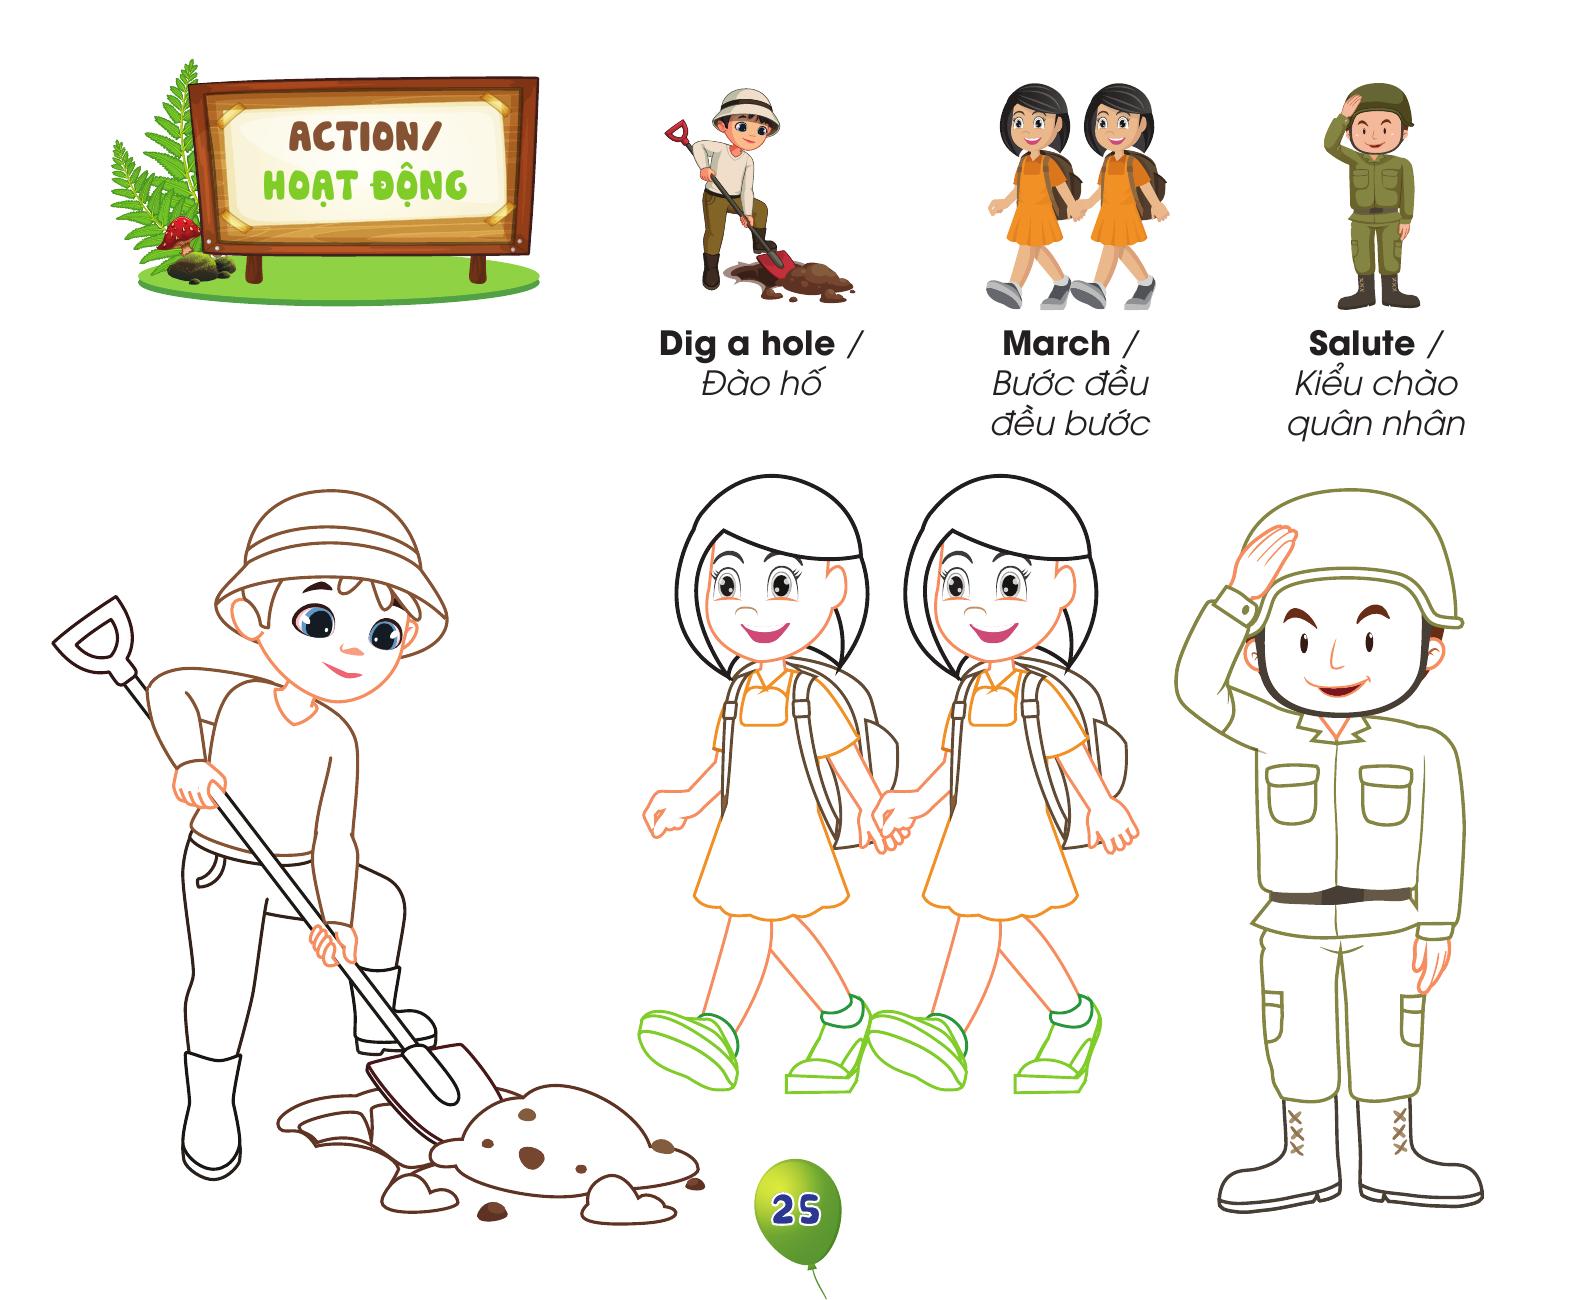 ACTION/
HOẠT ĐỘNG
Dig a hole /
Đào hố
March /
Bước đều
đều bước
Salute /
Kiểu chào
quân nhân
25